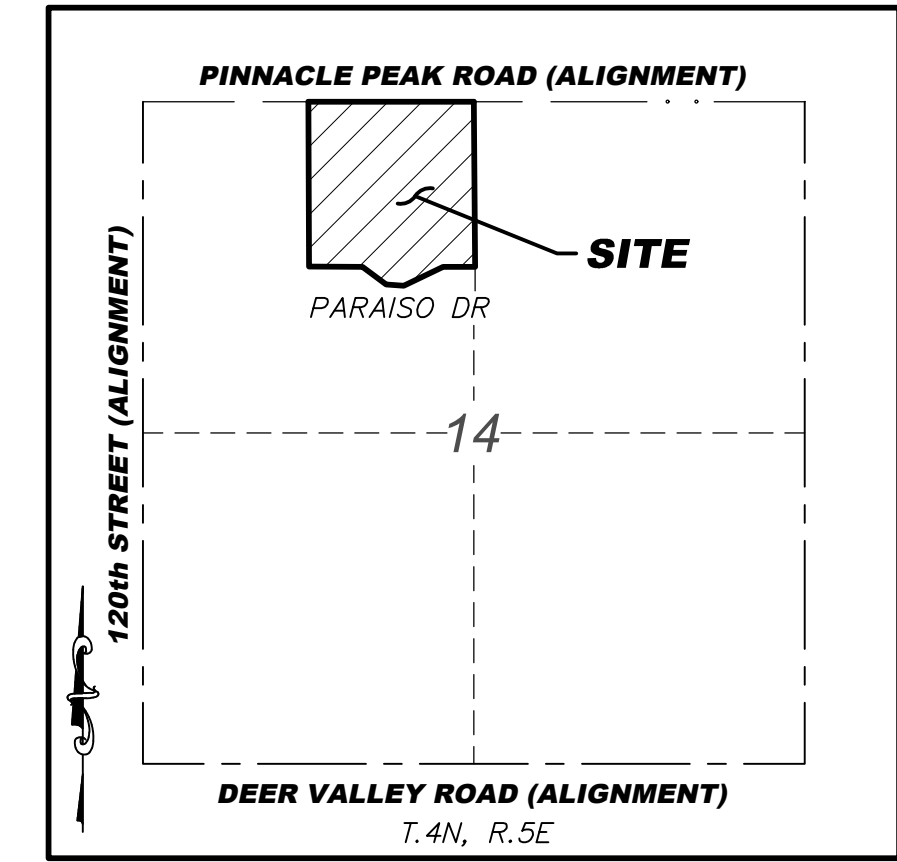 PINNACLE PEAK ROAD (ALIGNMENT)
SITE
PARAISO DR
120th STREET (ALIGNMENT)
14
DEER VALLEY ROAD (ALIGNMENT)
T.4N, R.5E